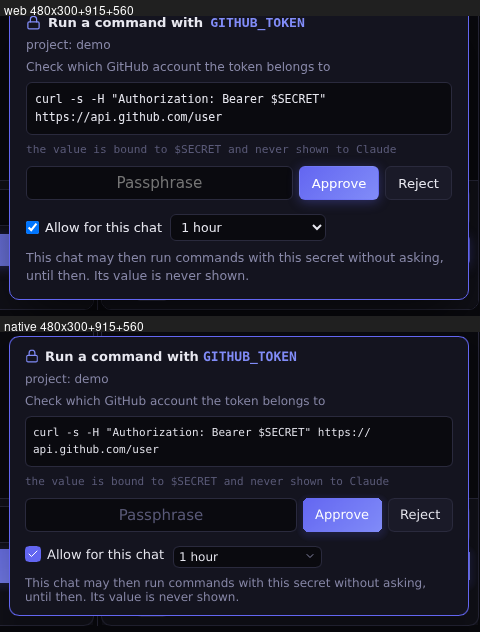 web 480x300+915+560
Run a command with GITHUB_TOKEN
project: demo
Check which GitHub account the token belongs to
curl -s -H "Authorization: Bearer $SECRET"
https://api.github.com/user
the value is bound to $SECRET and never shown to Claude
Passphrase Approve Reject
Allow for this chat 1 hour
This chat may then run commands with this secret without asking,
until then. Its value is never shown.
native 480x300+915+560
Run a command with GITHUB_TOKEN
project: demo
Check which GitHub account the token belongs to
curl -s -H "Authorization: Bearer $SECRET" https://
api.github.com/user
the value is bound to $SECRET and never shown to Claude
Passphrase Approve Reject
Allow for this chat 1 hour
This chat may then run commands with this secret without asking,
until then. Its value is never shown.